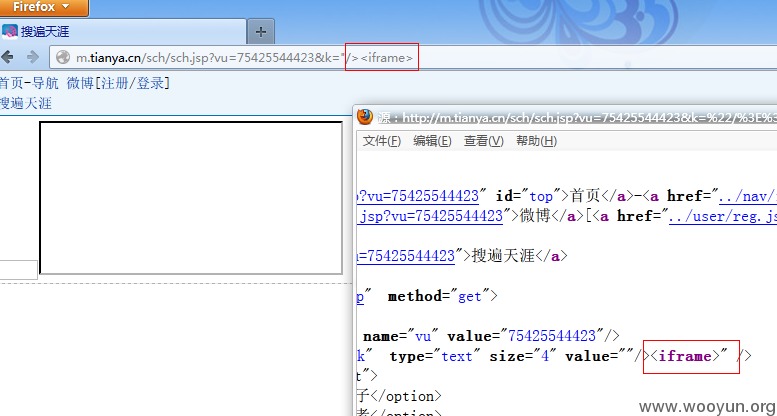 Firefox
搜遍天涯
m.tianya.cn/sch/sch.jsp?vu=75425544423&k="/><iframe>
首页-导航 微博[注册/登录]
搜遍天涯
源: http://m.tianya.cn/sch/sch.jsp?vu=75425544423&k=%22/%3E%3
文件(F) 编辑(E) 查看(V) 帮助(H)
p?vu=75425544423" id="top">首页</a>-<a href="../nav/
.jsp?vu=75425544423">微博</a>[<a href="../user/reg.js
=75425544423">搜遍天涯</a>
p" method="get">
name="vu" value="75425544423"/>
k" type="text" size="4" value=""/><iframe>" />
t">
子</option>
者</option>
www.wooyun.org